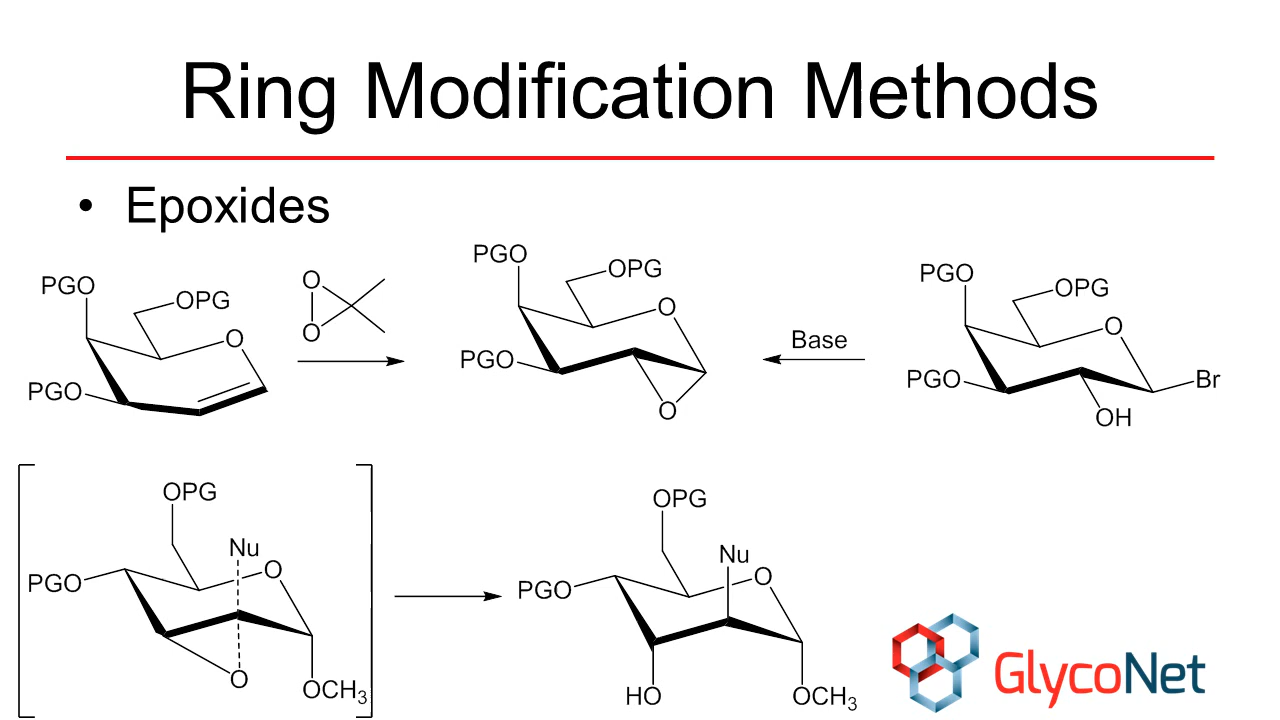 Ring Modification Methods
• Epoxides
PGO
OPG
O
PGO
O
O
PGO
OPG
O
PGO
O
Base
PGO
OPG
O
PGO
Br
OH
OPG
Nu
O
PGO
O
OCH3
OPG
Nu
O
PGO
HO
OCH3
GlycoNet